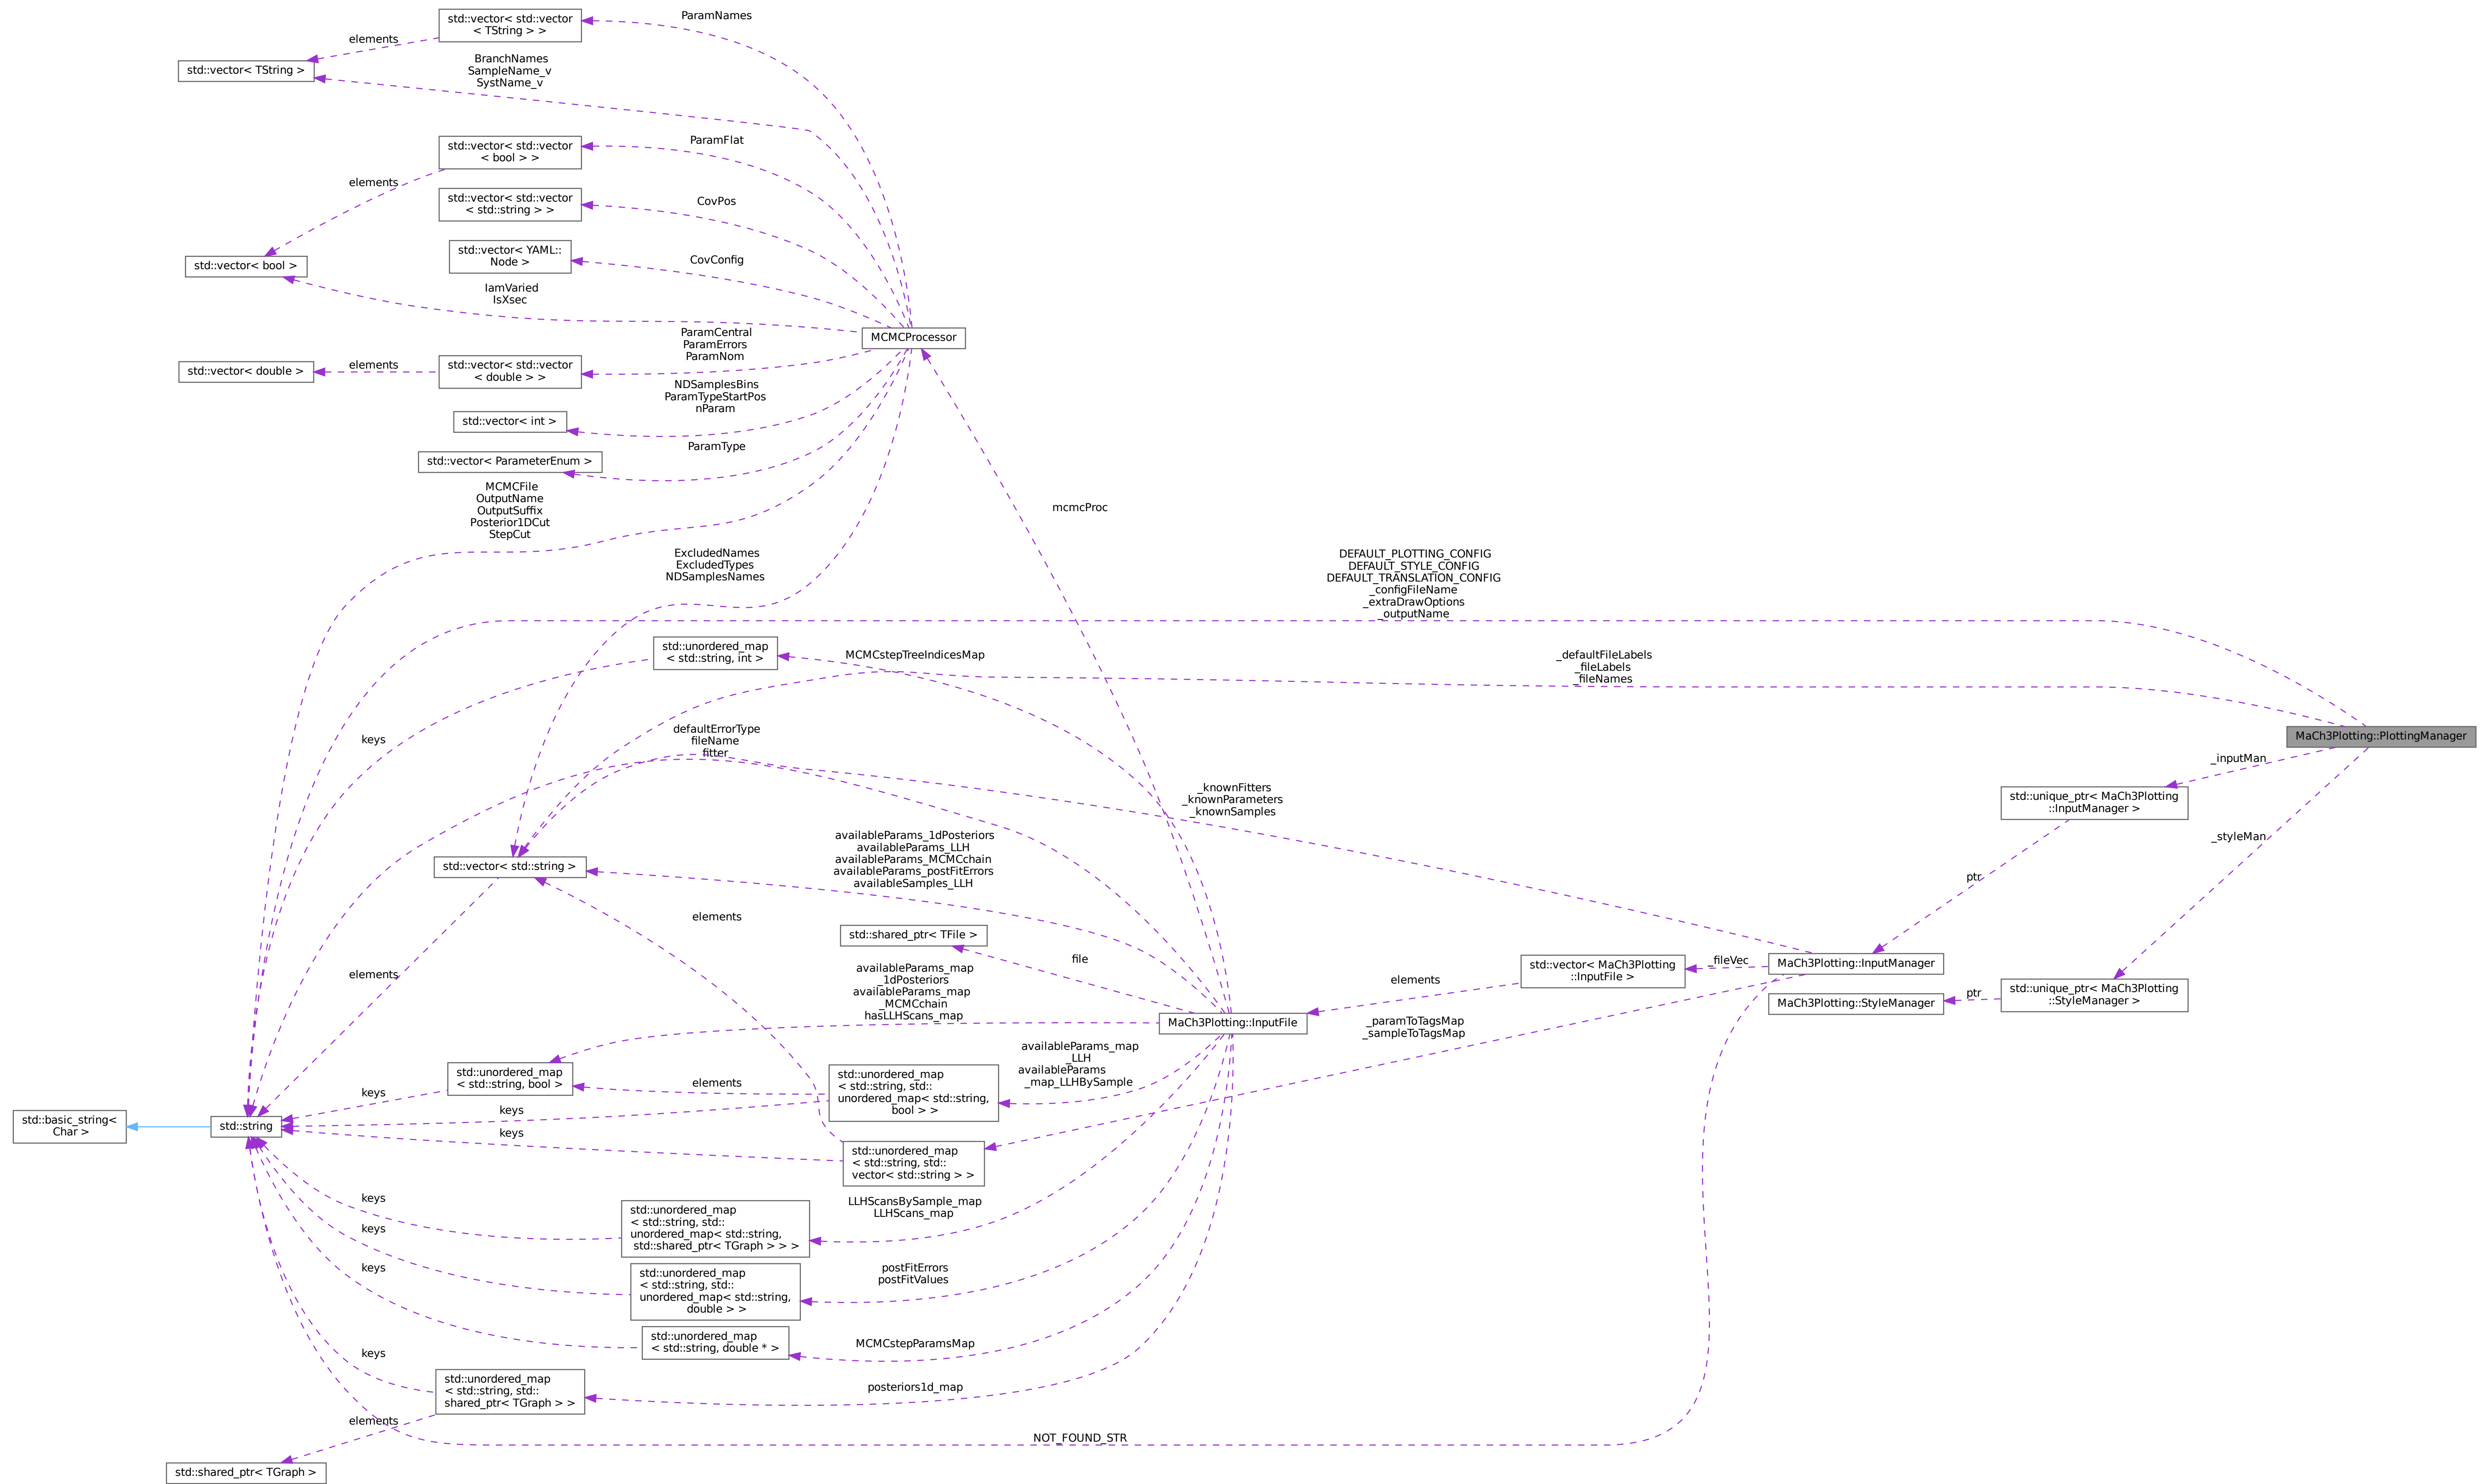 std::vector< std::vector
< TString > >
ParamNames
elements
std::vector< TString >
BranchNames
SampleName_v
SystName_v
std::vector< std::vector
< bool > >
ParamFlat
elements
std::vector< std::vector
< std::string > >
CovPos
std::vector< YAML::
Node >
CovConfig
std::vector< bool >
IamVaried
IsXsec
MCMCProcessor
ParamCentral
ParamErrors
ParamNom
std::vector< double >
elements
std::vector< std::vector
< double > >
NDSamplesBins
ParamTypeStartPos
nParam
std::vector< int >
ParamType
std::vector< ParameterEnum >
MCMCFile
OutputName
OutputSuffix
Posterior1DCut
StepCut
mcmcProc
ExcludedNames
ExcludedTypes
NDSamplesNames
DEFAULT_PLOTTING_CONFIG
DEFAULT_STYLE_CONFIG
DEFAULT_TRANSLATION_CONFIG
_configFileName
_extraDrawOptions
_outputName
std::unordered_map
< std::string, int >
MCMCstepTreeIndicesMap
_defaultFileLabels
_fileLabels
_fileNames
keys
defaultErrorType
fileName
fitter
MaCh3Plotting::PlottingManager
_inputMan
_knownFitters
_knownParameters
_knownSamples
std::unique_ptr< MaCh3Plotting
::InputManager >
_styleMan
std::vector< std::string >
availableParams_1dPosteriors
availableParams_LLH
availableParams_MCMCchain
availableParams_postFitErrors
availableSamples_LLH
ptr
elements
std::shared_ptr< TFile >
file
elements
availableParams_map
_1dPosteriors
availableParams_map
_MCMCchain
hasLLHScans_map
elements
std::vector< MaCh3Plotting
::InputFile >
_fileVec
MaCh3Plotting::InputManager
MaCh3Plotting::StyleManager
ptr
std::unique_ptr< MaCh3Plotting
::StyleManager >
MaCh3Plotting::InputFile
_paramToTagsMap
_sampleToTagsMap
availableParams_map
_LLH
availableParams
_map_LLHBySample
std::unordered_map
< std::string, bool >
elements
std::unordered_map
< std::string, std::
unordered_map< std::string,
bool > >
keys
keys
std::basic_string<
Char >
std::string
keys
std::unordered_map
< std::string, std::
vector< std::string > >
keys
std::unordered_map
< std::string, std::
unordered_map< std::string,
std::shared_ptr< TGraph > > >
LLHScansBySample_map
LLHScans_map
keys
std::unordered_map
< std::string, std::
unordered_map< std::string,
double > >
postFitErrors
postFitValues
keys
std::unordered_map
< std::string, double * >
MCMCstepParamsMap
keys
std::unordered_map
< std::string, std::
shared_ptr< TGraph > >
posteriors1d_map
elements
NOT_FOUND_STR
std::shared_ptr< TGraph >